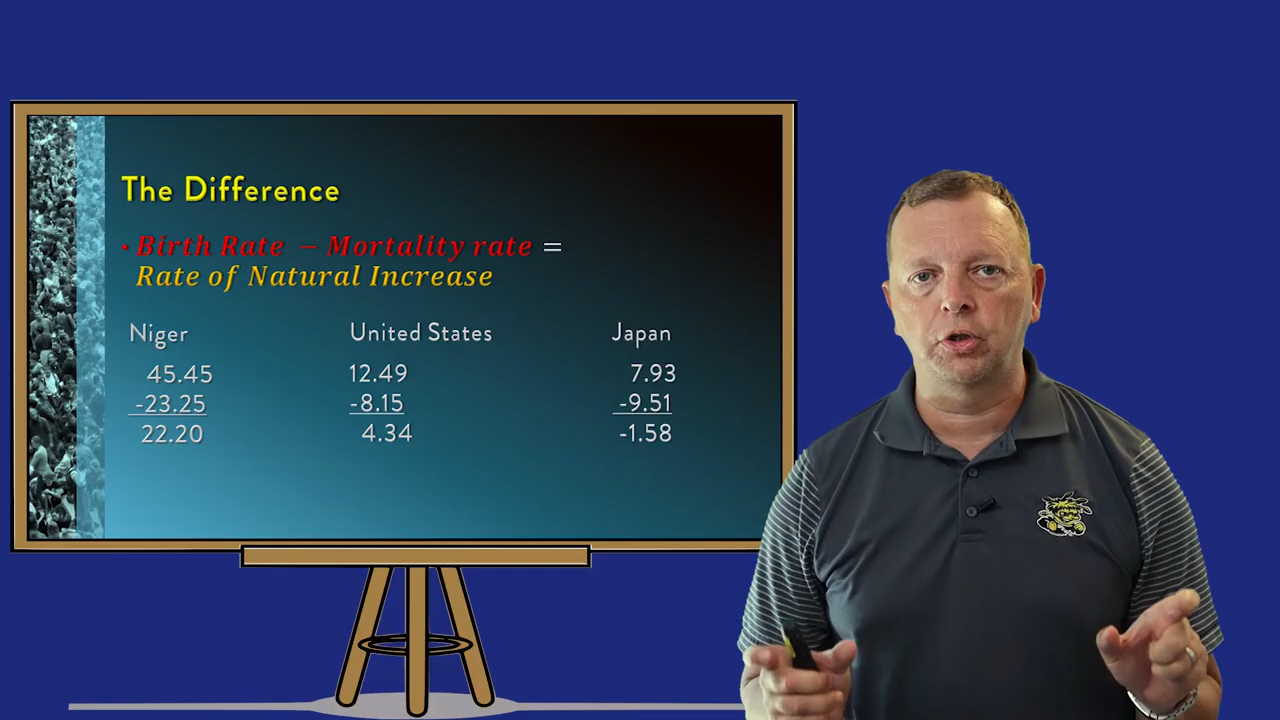 The Difference
• Birth Rate − Mortality rate =
Rate of Natural Increase
Niger United States Japan
45.45 12.49 7.93
-23.25 -8.15 -9.51
22.20 4.34 -1.58